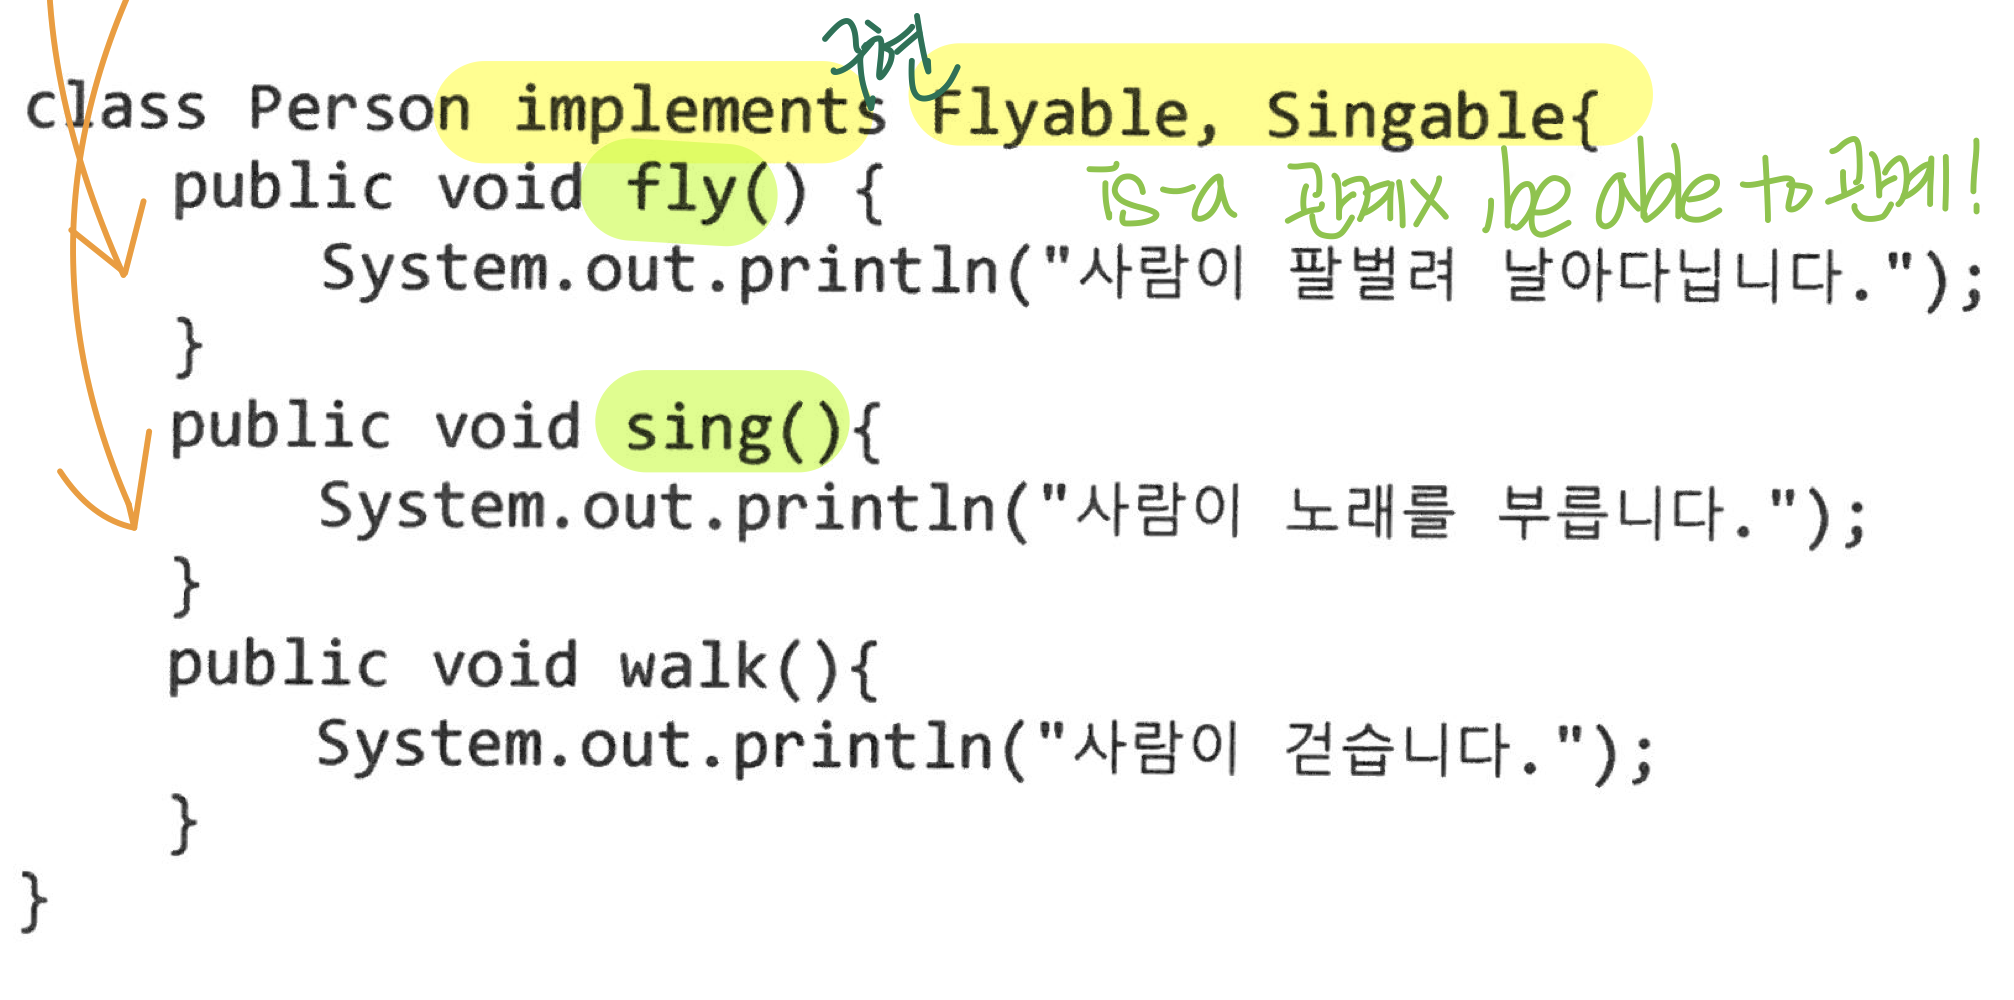 구현
class Person implements Flyable, Singable{
public void fly() {
is-a 관계X, be able to 관계!
System.out.println("사람이 팔벌려 날아다닙니다.");
}
public void sing(){
System.out.println("사람이 노래를 부릅니다.");
}
public void walk(){
System.out.println("사람이 걷습니다.");
}
}